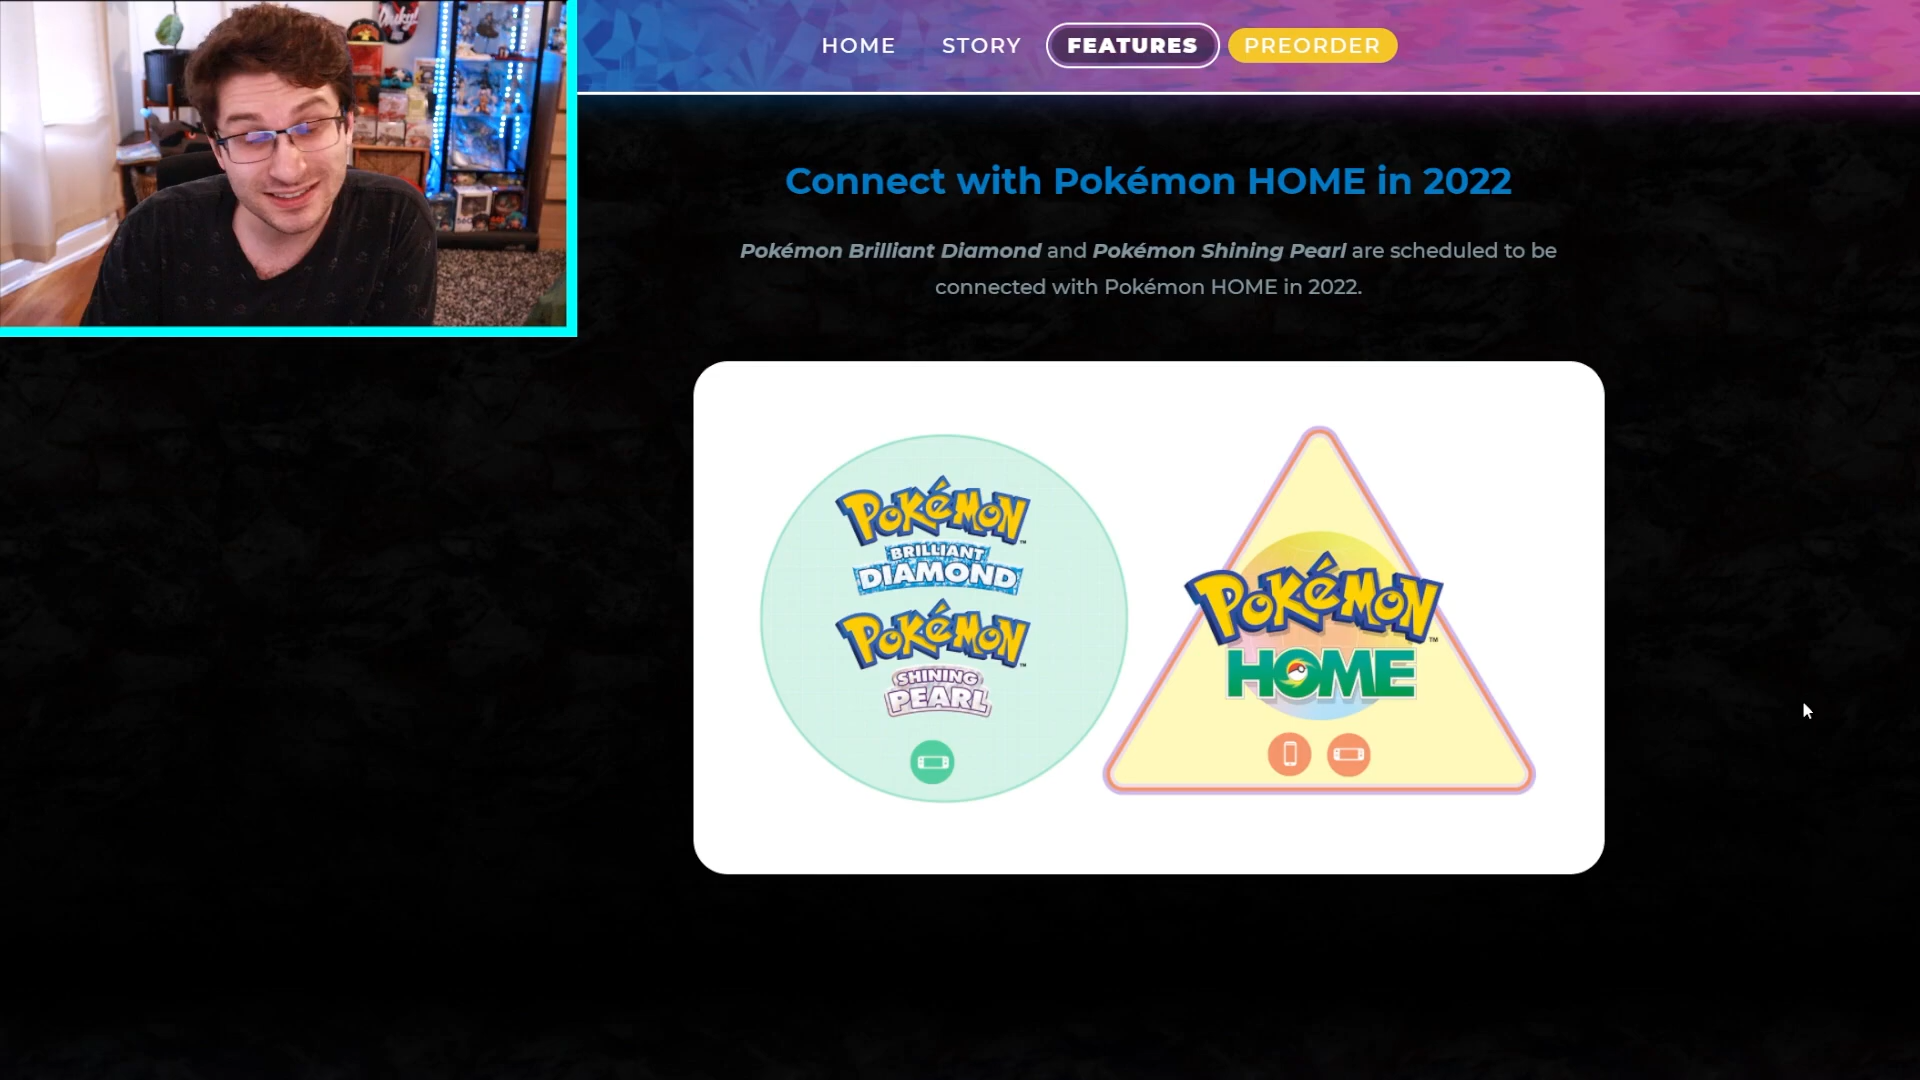 HOME STORY FEATURES PREORDER
Connect with Pokémon HOME in 2022
Pokémon Brilliant Diamond and Pokémon Shining Pearl are scheduled to be
connected with Pokémon HOME in 2022.
POKéMON
BRILLIANT
DIAMOND
POKéMON
SHINING
PEARL
POKéMON
HOME